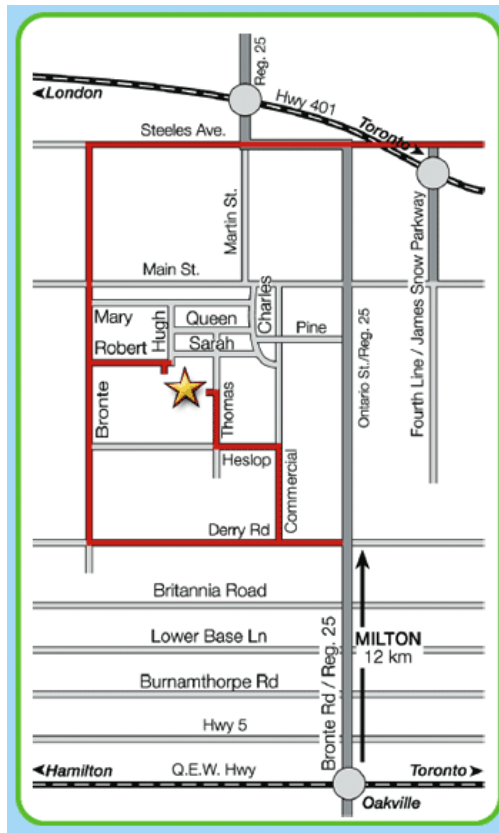 Reg. 25
London
Hwy 401
Toronto
Steeles Ave.
Martin St.
Main St.
Charles
Mary
Hugh
Queen
Pine
Robert
Sarah
Ontario St./Reg. 25
Fourth Line / James Snow Parkway
Bronte
Thomas
Heslop
Commercial
Derry Rd
Britannia Road
Lower Base Ln
MILTON
12 km
Burnamthorpe Rd
Bronte Rd / Reg. 25
Hwy 5
Hamilton
Q.E.W. Hwy
Toronto
Oakville